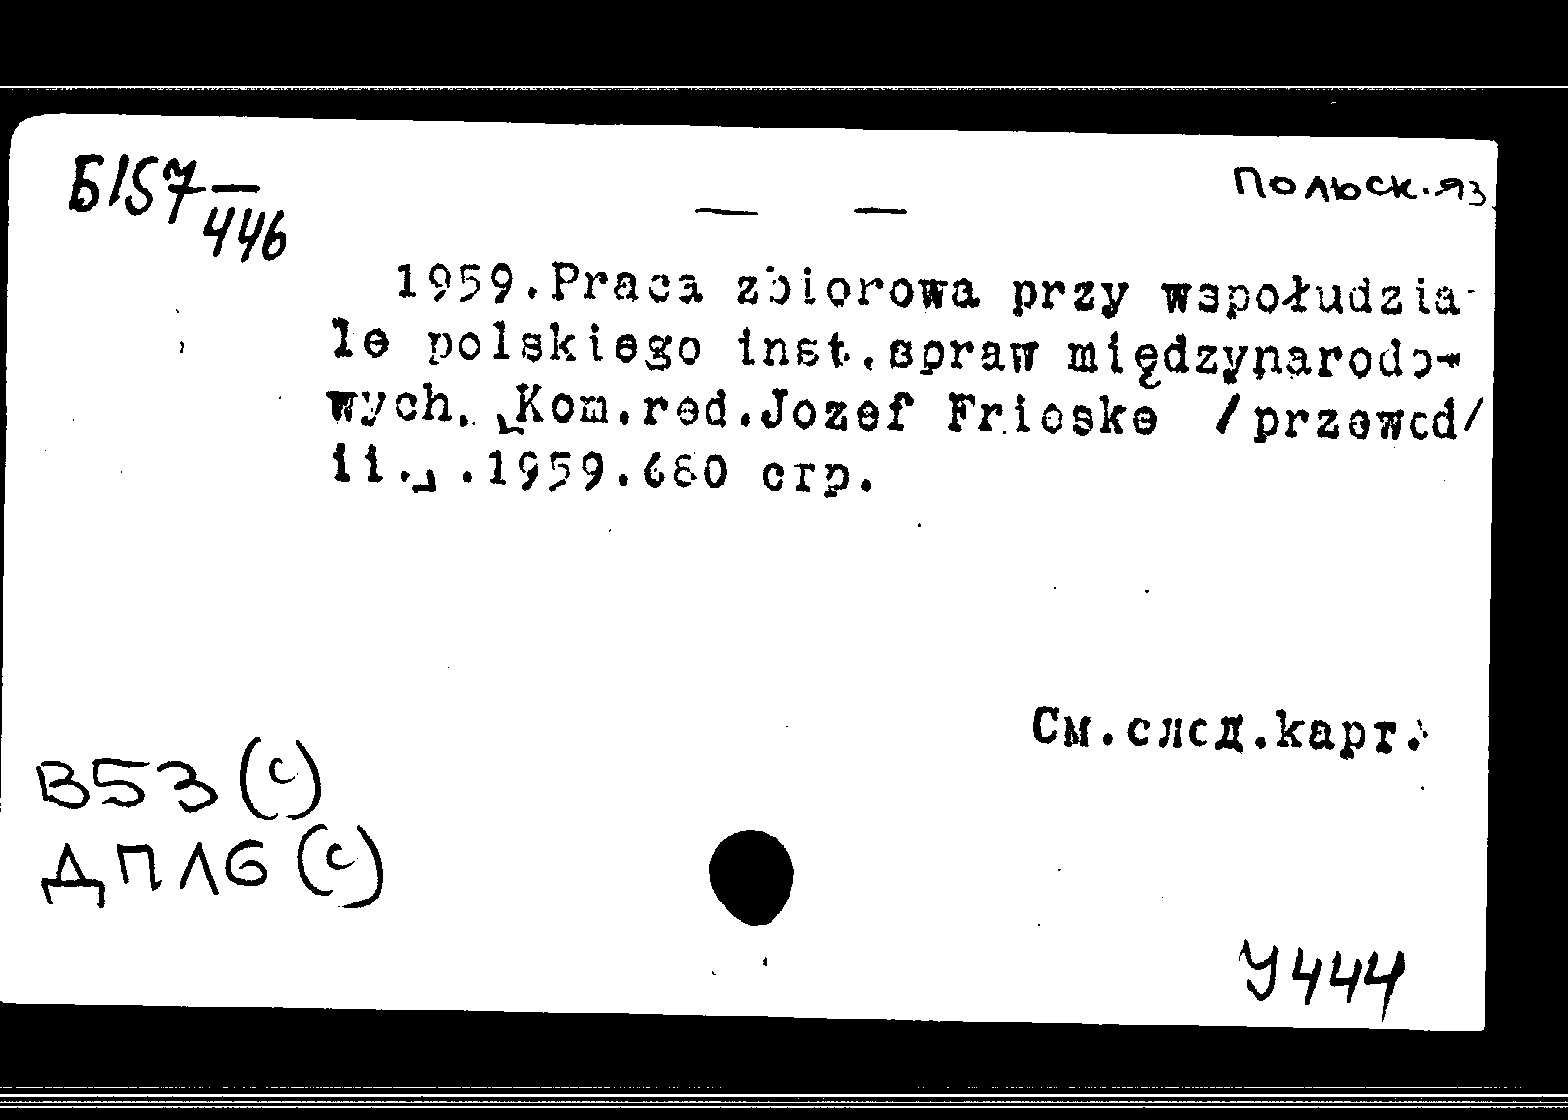 Б157—
446
Польск.яз.
— —
1959.Praca zbiorowa przy wspołudzia-
le polskiego inst.spraw międzynarodo-
wych. Kom.red.Jozef Frieske /przewod/
ii. .1959.680 стр.
См.след.карт.
В53(с)
ДПЛ6(с)
У444